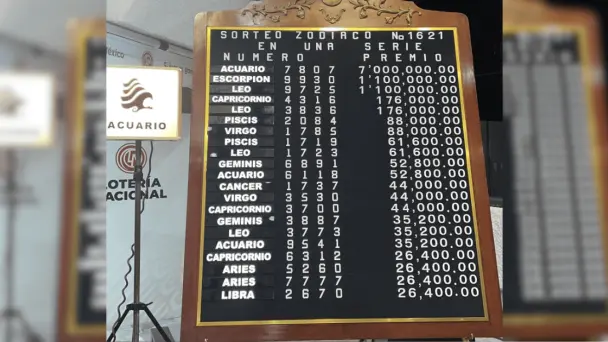 SORTEO ZODIACO No1621
EN UNA SERIE
NUMERO PREMIO
ACUARIO 7807 7'000,000.00
ESCORPION 9930 1'100,000.00
LEO 9725 1'100,000.00
CAPRICORNIO 4316 176,000.00
LEO 3836 176,000.00
PISCIS 2084 88,000.00
VIRGO 1785 88,000.00
PISCIS 1719 61,600.00
LEO 1723 61,600.00
GEMINIS 6891 52,800.00
ACUARIO 6118 52,800.00
CANCER 1737 44,000.00
VIRGO 3530 44,000.00
CAPRICORNIO 3700 44,000.00
GEMINIS 3887 35,200.00
LEO 3773 35,200.00
ACUARIO 9541 35,200.00
CAPRICORNIO 6312 26,400.00
ARIES 5260 26,400.00
ARIES 7777 26,400.00
LIBRA 2670 26,400.00
ACUARIO
LOTERÍA
NACIONAL